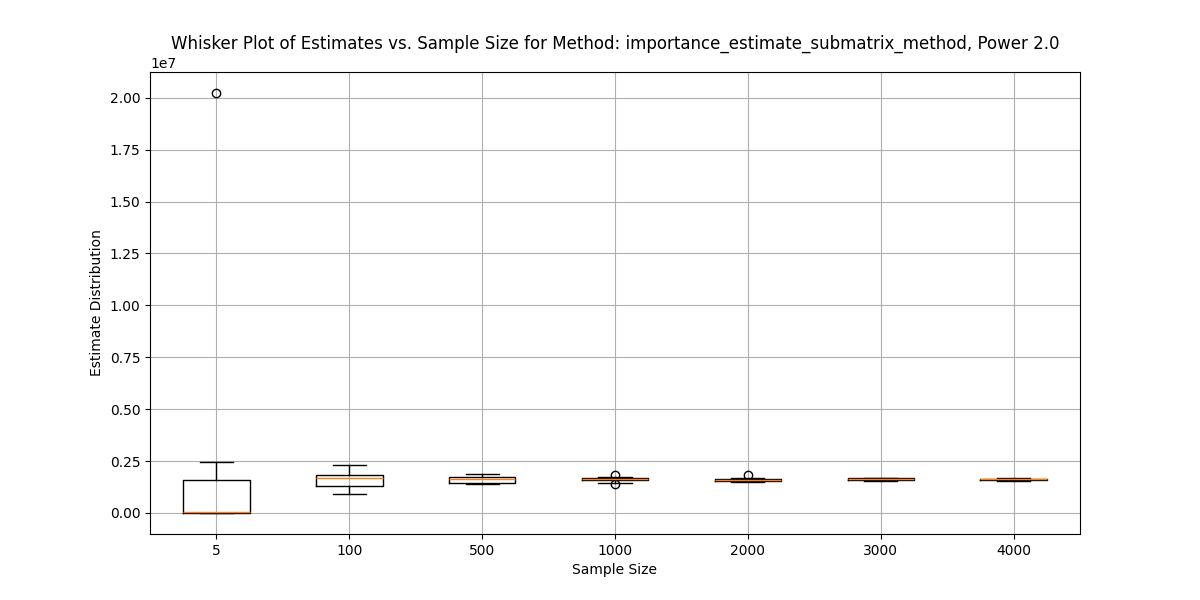 Whisker Plot of Estimates vs. Sample Size for Method: importance_estimate_submatrix_method, Power 2.0
1e7
2.00
1.75
1.50
1.25
1.00
0.75
0.50
0.25
0.00
Estimate Distribution
5 100 500 1000 2000 3000 4000
Sample Size